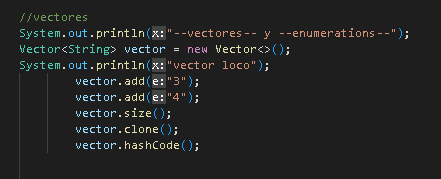 //vectores
System.out.println(x:"--vectores-- y --enumerations--");
Vector<String> vector = new Vector<>();
System.out.println(x:"vector loco");
vector.add(e:"3");
vector.add(e:"4");
vector.size();
vector.clone();
vector.hashCode();